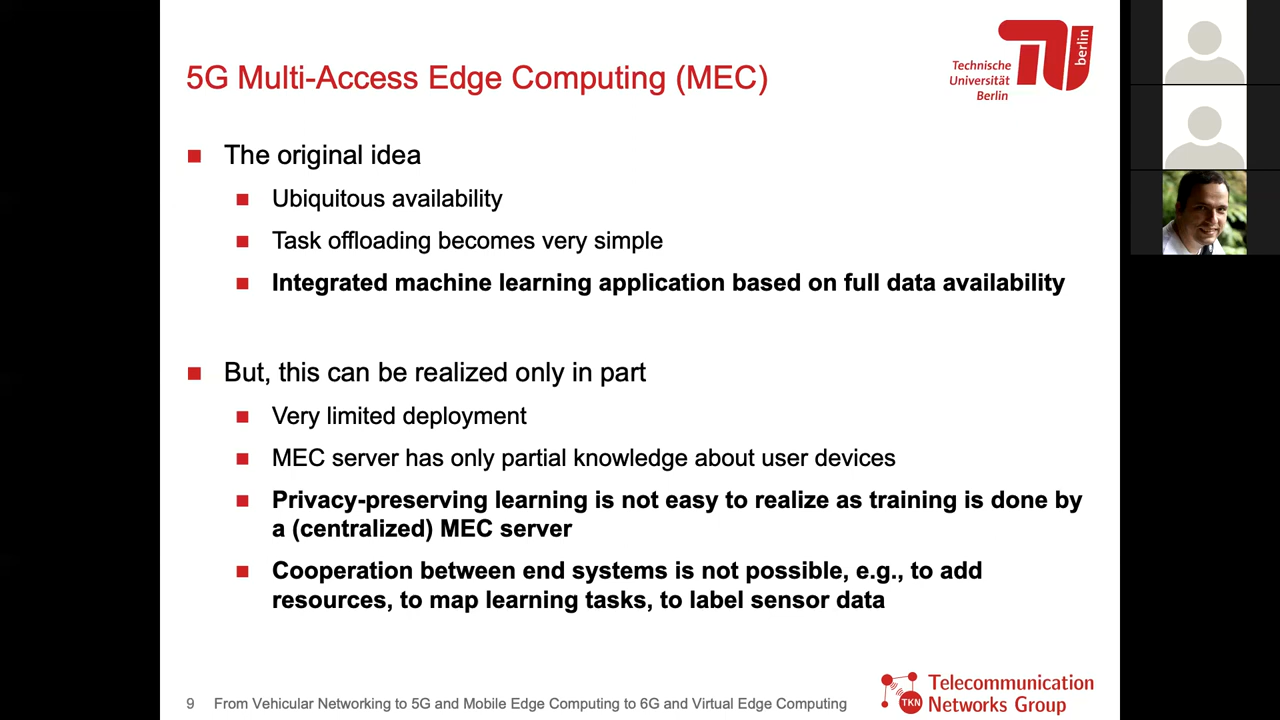 5G Multi-Access Edge Computing (MEC)
Technische
Universität
Berlin
berlin
The original idea
Ubiquitous availability
Task offloading becomes very simple
Integrated machine learning application based on full data availability
But, this can be realized only in part
Very limited deployment
MEC server has only partial knowledge about user devices
Privacy-preserving learning is not easy to realize as training is done by
a (centralized) MEC server
Cooperation between end systems is not possible, e.g., to add
resources, to map learning tasks, to label sensor data
9 From Vehicular Networking to 5G and Mobile Edge Computing to 6G and Virtual Edge Computing
TKN
Telecommunication
Networks Group